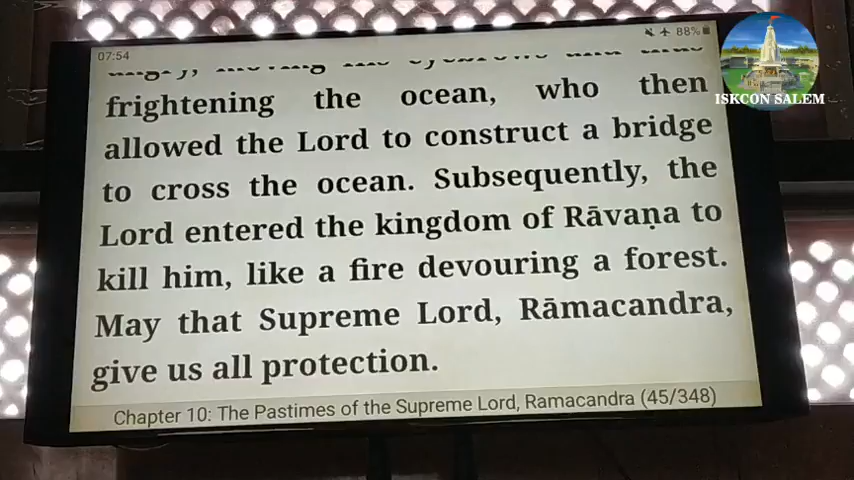 07:54
88%
ISKCON SALEM
frightening the ocean, who then
allowed the Lord to construct a bridge
to cross the ocean. Subsequently, the
Lord entered the kingdom of Rāvaṇa to
kill him, like a fire devouring a forest.
May that Supreme Lord, Rāmacandra,
give us all protection.
Chapter 10: The Pastimes of the Supreme Lord, Ramacandra (45/348)